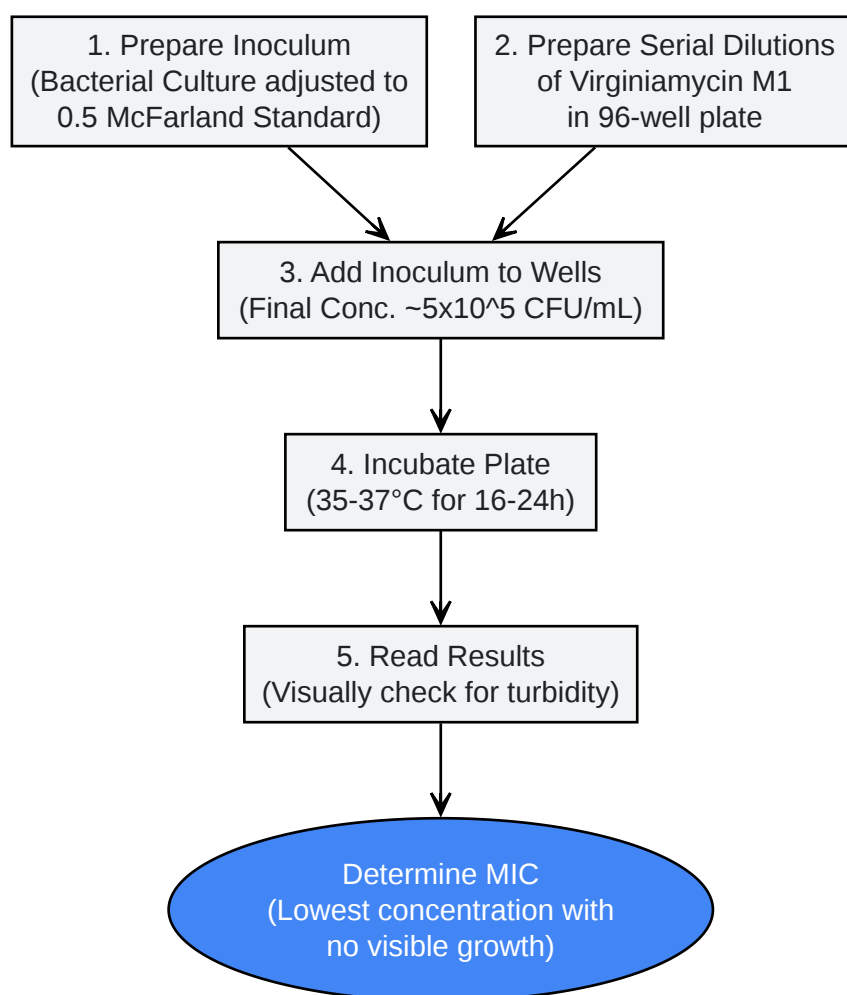 1. Prepare Inoculum
(Bacterial Culture adjusted to
0.5 McFarland Standard)
2. Prepare Serial Dilutions
of Virginiamycin M1
in 96-well plate
3. Add Inoculum to Wells
(Final Conc. ~5x10^5 CFU/mL)
4. Incubate Plate
(35-37°C for 16-24h)
5. Read Results
(Visually check for turbidity)
Determine MIC
(Lowest concentration with
no visible growth)